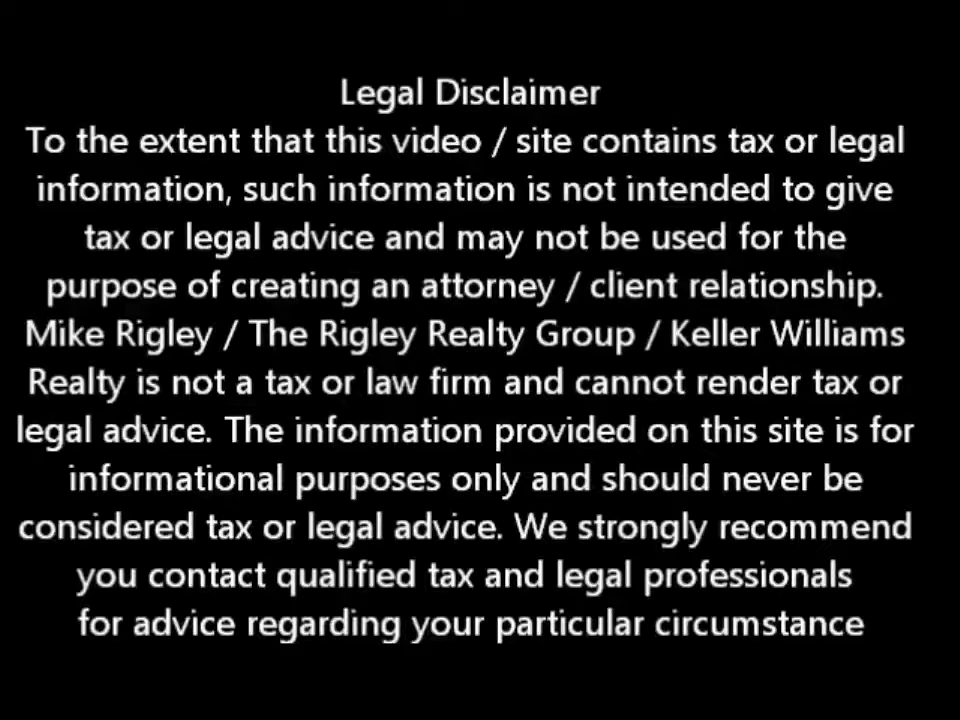 Legal Disclaimer
To the extent that this video / site contains tax or legal
information, such information is not intended to give
tax or legal advice and may not be used for the
purpose of creating an attorney / client relationship.
Mike Rigley / The Rigley Realty Group / Keller Williams
Realty is not a tax or law firm and cannot render tax or
legal advice. The information provided on this site is for
informational purposes only and should never be
considered tax or legal advice. We strongly recommend
you contact qualified tax and legal professionals
for advice regarding your particular circumstance